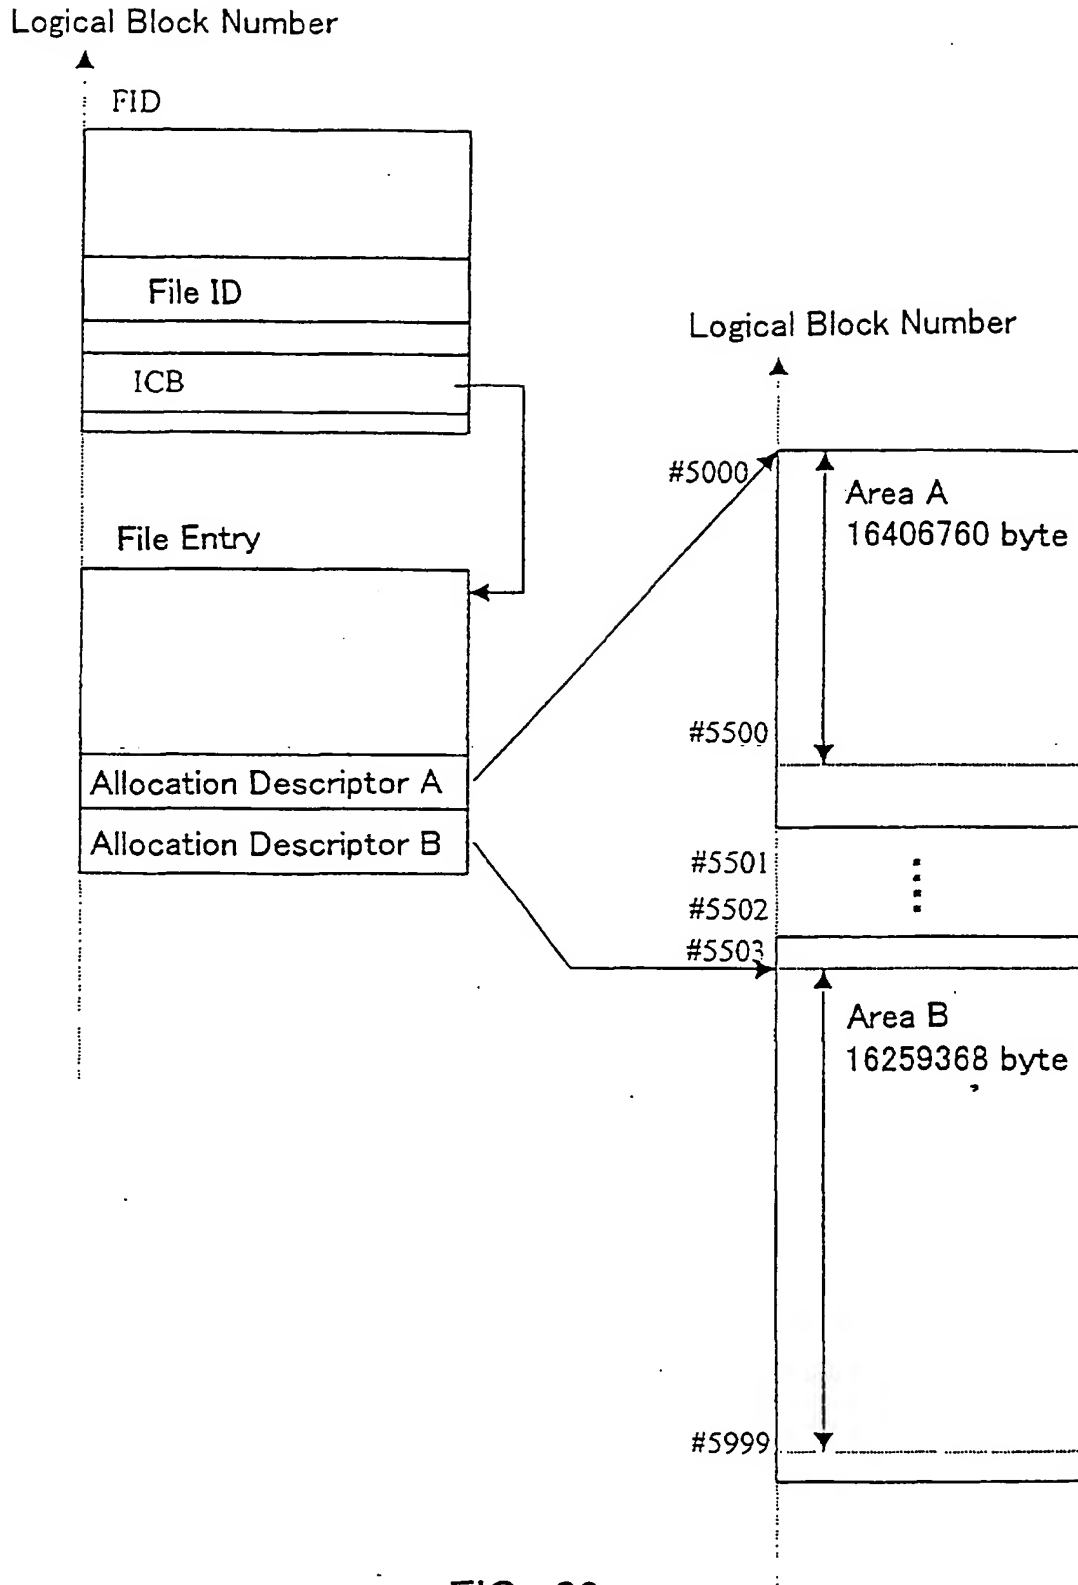 Logical Block Number
FID
File ID
ICB
File Entry
Allocation Descriptor A
Allocation Descriptor B
Logical Block Number
#5000
Area A
16406760 byte
#5500
#5501
#5502
#5503
Area B
16259368 byte
#5999